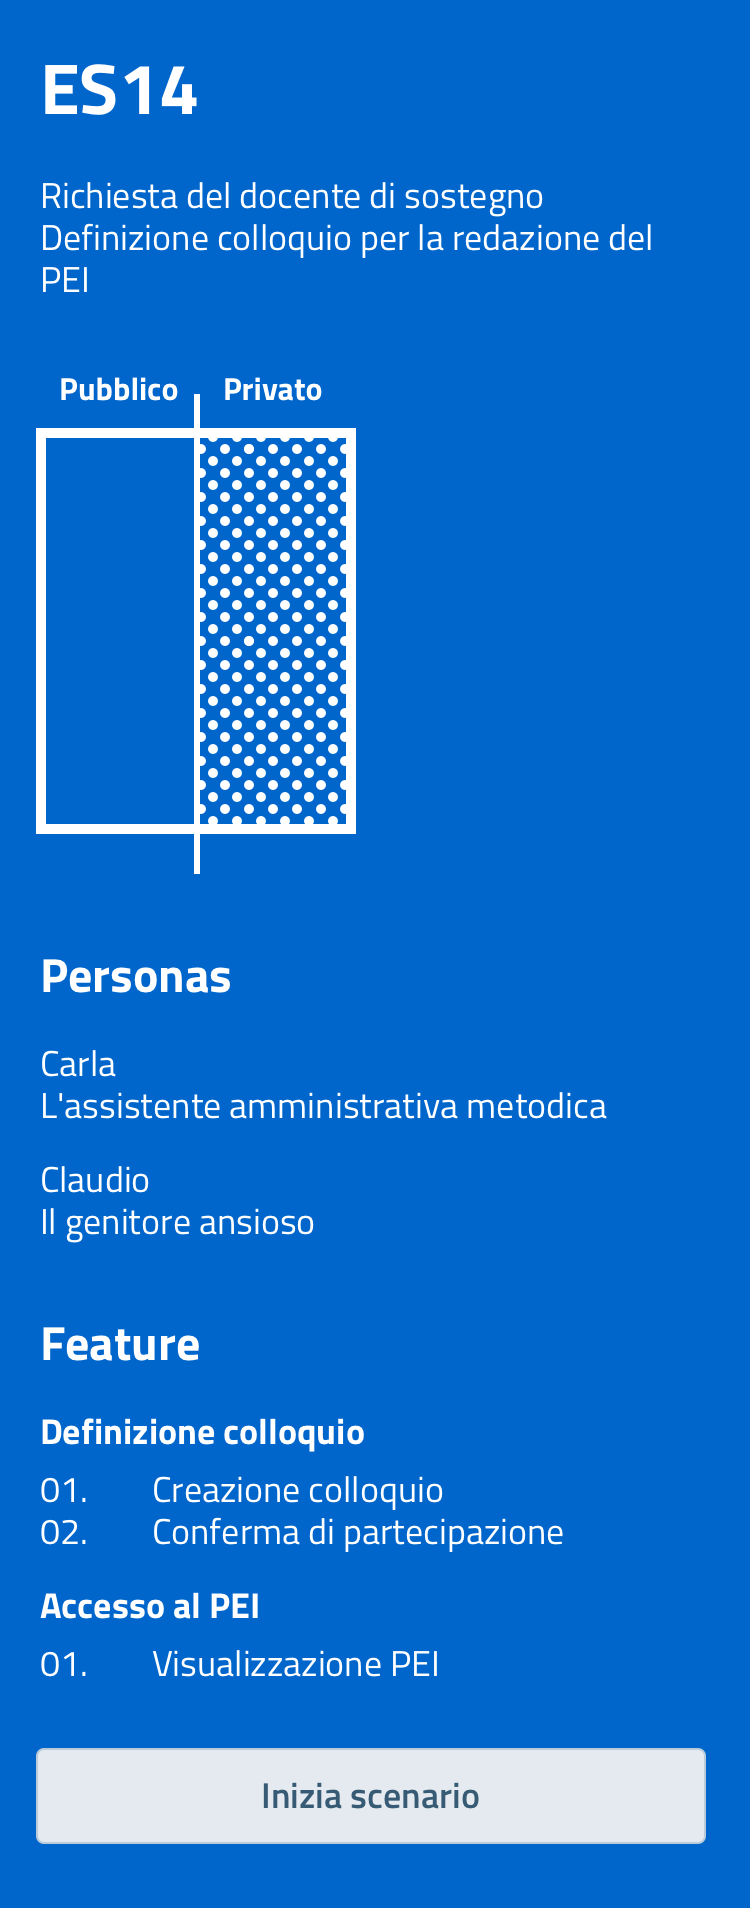 ES14
Richiesta del docente di sostegno
Definizione colloquio per la redazione del
PEI
Pubblico Privato
Personas
Carla
L'assistente amministrativa metodica
Claudio
Il genitore ansioso
Feature
Definizione colloquio
01. Creazione colloquio
02. Conferma di partecipazione
Accesso al PEI
01. Visualizzazione PEI
Inizia scenario